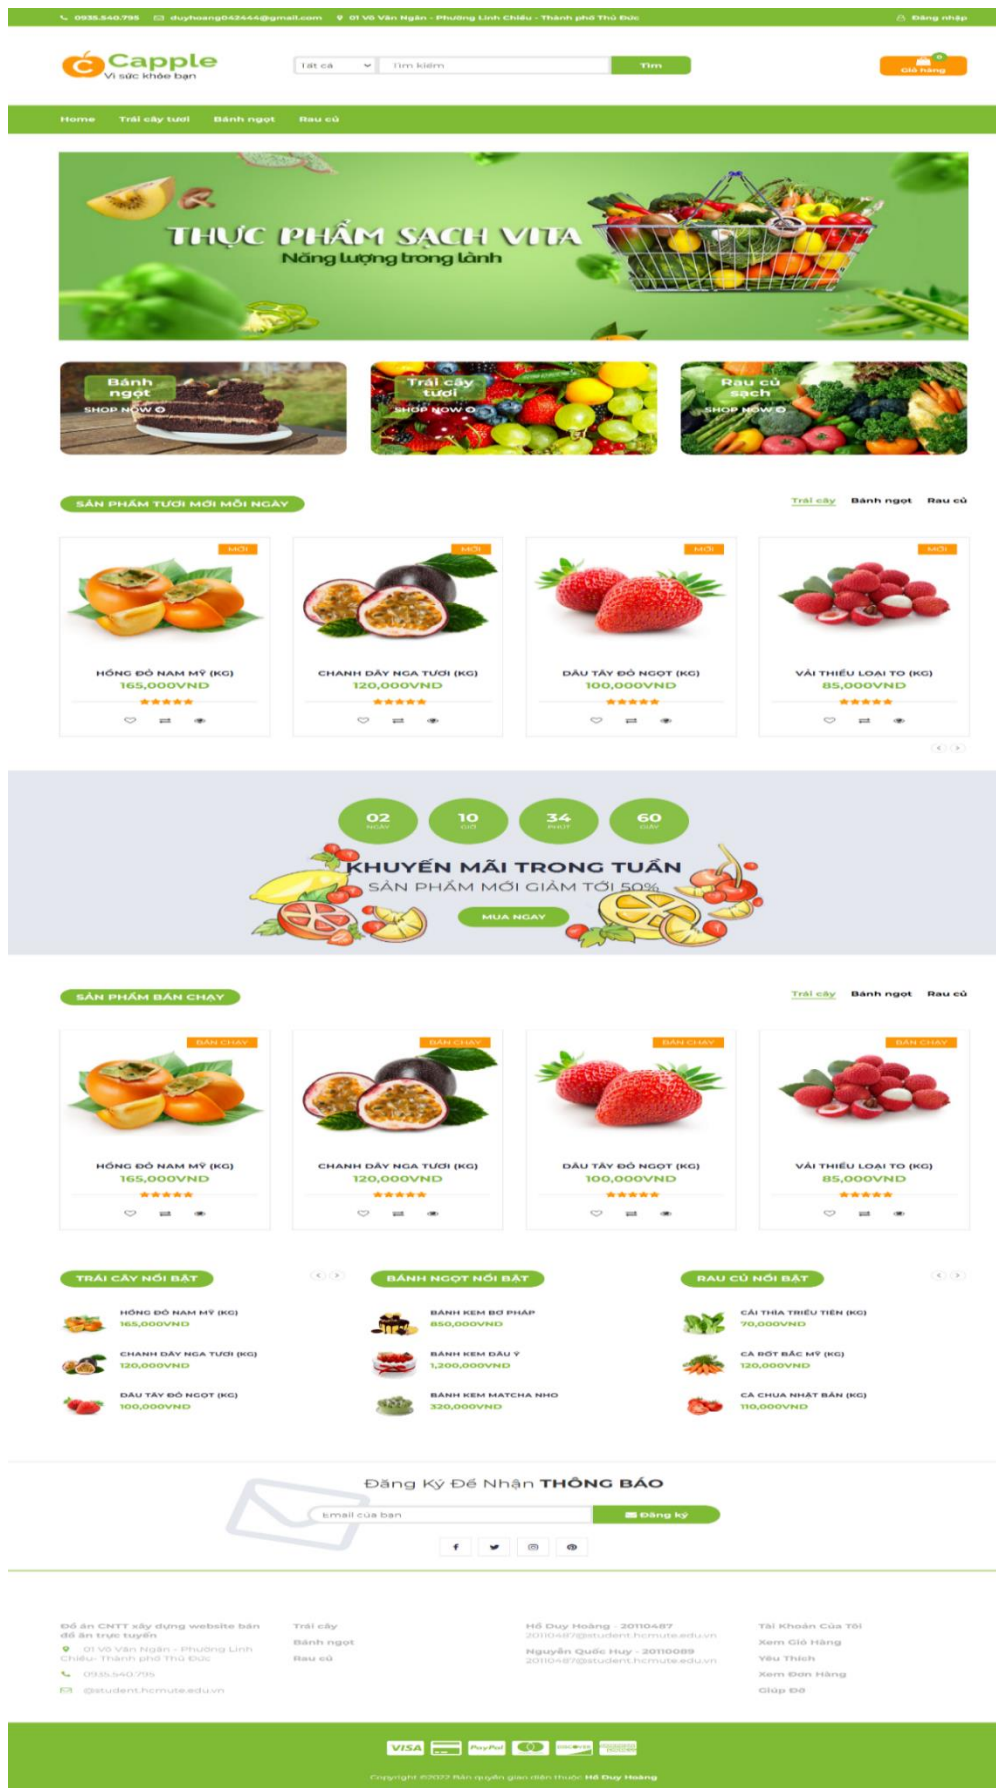 0935.540.795 duyhoang042444@gmail.com 01 Võ Văn Ngân - Phường Linh Chiểu - Thành phố Thủ Đức Đăng nhập
Capple
Vì sức khỏe bạn
Tất cả Tìm kiếm Tìm
0
Giỏ hàng
Home Trái cây tươi Bánh ngọt Rau củ
THỰC PHẨM SẠCH VITA
Năng lượng trong lành
Bánh
ngọt
SHOP NOW
Trái cây
tươi
SHOP NOW
Rau củ
sạch
SHOP NOW
SẢN PHẨM TƯƠI MỚI MỖI NGÀY Trái cây Bánh ngọt Rau củ
MỚI MỚI MỚI MỚI
HỒNG ĐỎ NAM MỸ (KG) CHANH DÂY NGA TƯƠI (KG) DÂU TÂY ĐỎ NGỌT (KG) VẢI THIỀU LOẠI TO (KG)
165,000VND 120,000VND 100,000VND 85,000VND
02 10 34 60
NGÀY GIỜ PHÚT GIÂY
KHUYẾN MÃI TRONG TUẦN
SẢN PHẨM MỚI GIẢM TỚI 50%
MUA NGAY
SẢN PHẨM BÁN CHẠY Trái cây Bánh ngọt Rau củ
BÁN CHẠY BÁN CHẠY BÁN CHẠY BÁN CHẠY
HỒNG ĐỎ NAM MỸ (KG) CHANH DÂY NGA TƯƠI (KG) DÂU TÂY ĐỎ NGỌT (KG) VẢI THIỀU LOẠI TO (KG)
165,000VND 120,000VND 100,000VND 85,000VND
TRÁI CÂY NỔI BẬT BÁNH NGỌT NỔI BẬT RAU CỦ NỔI BẬT
HỒNG ĐỎ NAM MỸ (KG) BÁNH KEM BƠ PHÁP CẢI THÌA TRIỀU TIÊN (KG)
165,000VND 850,000VND 70,000VND
CHANH DÂY NGA TƯƠI (KG) BÁNH KEM DÂU Ý CÀ RỐT BẮC MỸ (KG)
120,000VND 1,200,000VND 120,000VND
DÂU TÂY ĐỎ NGỌT (KG) BÁNH KEM MATCHA NHO CÀ CHUA NHẬT BẢN (KG)
100,000VND 320,000VND 110,000VND
Đăng Ký Để Nhận THÔNG BÁO
Email của bạn Đăng ký
Đồ án CNTT xây dựng website bán
đồ ăn trực tuyến
01 Võ Văn Ngân - Phường Linh
Chiểu- Thành phố Thủ Đức
0935.540.795
@student.hcmute.edu.vn
Trái cây
Bánh ngọt
Rau củ
Hồ Duy Hoàng - 20110487
20110487@student.hcmute.edu.vn
Nguyễn Quốc Huy - 20110089
20110487@student.hcmute.edu.vn
Tài Khoản Của Tôi
Xem Giỏ Hàng
Yêu Thích
Xem Đơn Hàng
Giúp Đỡ
VISA PayPal DISCOVER
Copyright ©2022 Bản quyền giao diện thuộc Hồ Duy Hoàng